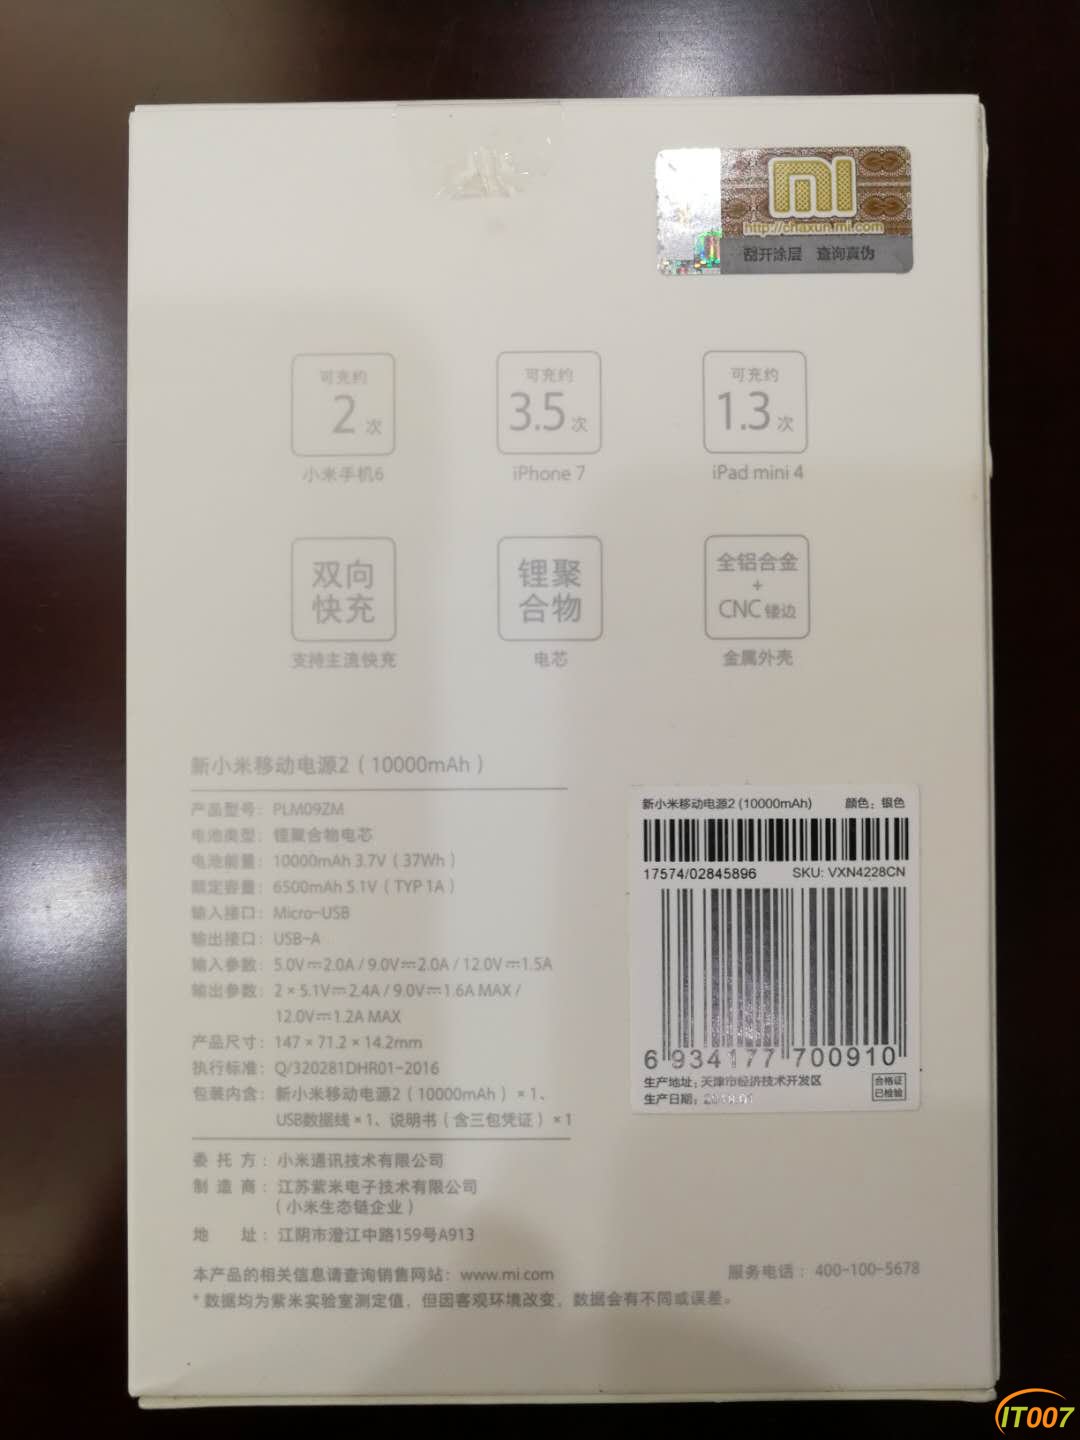 mi
http://chaxun.mi.com
刮开涂层 查询真伪
可充约
2 次
小米手机6
可充约
3.5 次
iPhone 7
可充约
1.3 次
iPad mini 4
双向
快充
支持主流快充
锂聚
合物
电芯
全铝合金
+
CNC 镂边
金属外壳
新小米移动电源2（10000mAh）
产品型号：PLM09ZM
电池类型：锂聚合物电芯
电池能量：10000mAh 3.7V（37Wh）
额定容量：6500mAh 5.1V（TYP 1A）
输入接口：Micro-USB
输出接口：USB-A
输入参数：5.0V⎓2.0A / 9.0V⎓2.0A / 12.0V⎓1.5A
输出参数：2 × 5.1V⎓2.4A / 9.0V⎓1.6A MAX /
12.0V⎓1.2A MAX
产品尺寸：147 × 71.2 × 14.2mm
执行标准：Q/320281DHR01-2016
包装内含：新小米移动电源2（10000mAh）× 1、
USB数据线 × 1、说明书（含三包凭证）× 1
委 托 方：小米通讯技术有限公司
制 造 商：江苏紫米电子技术有限公司
（小米生态链企业）
地 址：江阴市澄江中路159号A913
本产品的相关信息请查询销售网站：www.mi.com
* 数据均为紫米实验室测定值，但因客观环境改变，数据会有不同或误差。
新小米移动电源2 (10000mAh) 颜色：银色
17574/02845896 SKU: VXN4228CN
6 934177 700910
生产地址：天津市经济技术开发区
生产日期：2018.01
合格证
已检验
服务电话：400-100-5678
IT007